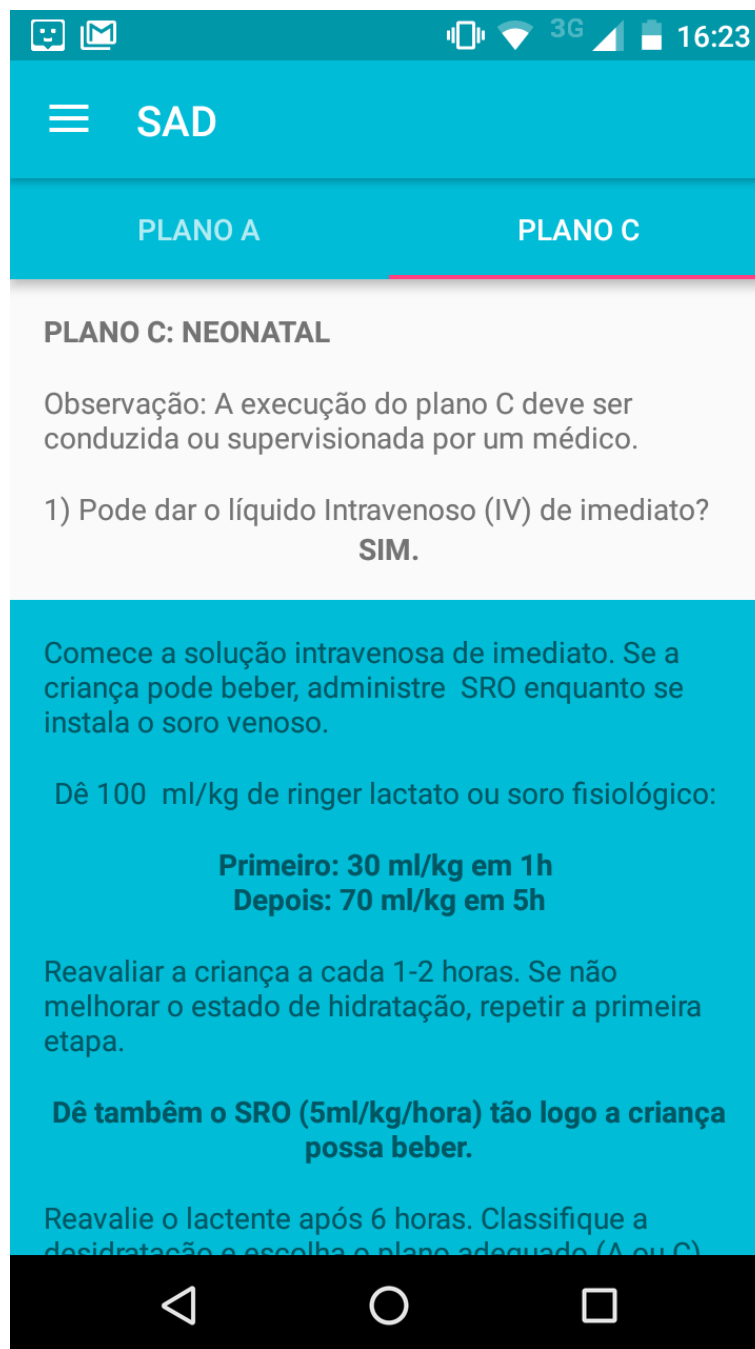 3G 16:23
SAD
PLANO A PLANO C
PLANO C: NEONATAL
Observação: A execução do plano C deve ser
conduzida ou supervisionada por um médico.
1) Pode dar o líquido Intravenoso (IV) de imediato?
SIM.
Comece a solução intravenosa de imediato. Se a
criança pode beber, administre  SRO enquanto se
instala o soro venoso.
Dê 100  ml/kg de ringer lactato ou soro fisiológico:
Primeiro: 30 ml/kg em 1h
Depois: 70 ml/kg em 5h
Reavaliar a criança a cada 1-2 horas. Se não
melhorar o estado de hidratação, repetir a primeira
etapa.
Dê tambêm o SRO (5ml/kg/hora) tão logo a criança
possa beber.
Reavalie o lactente após 6 horas. Classifique a
desidratação e escolha o plano adequado (A ou C)